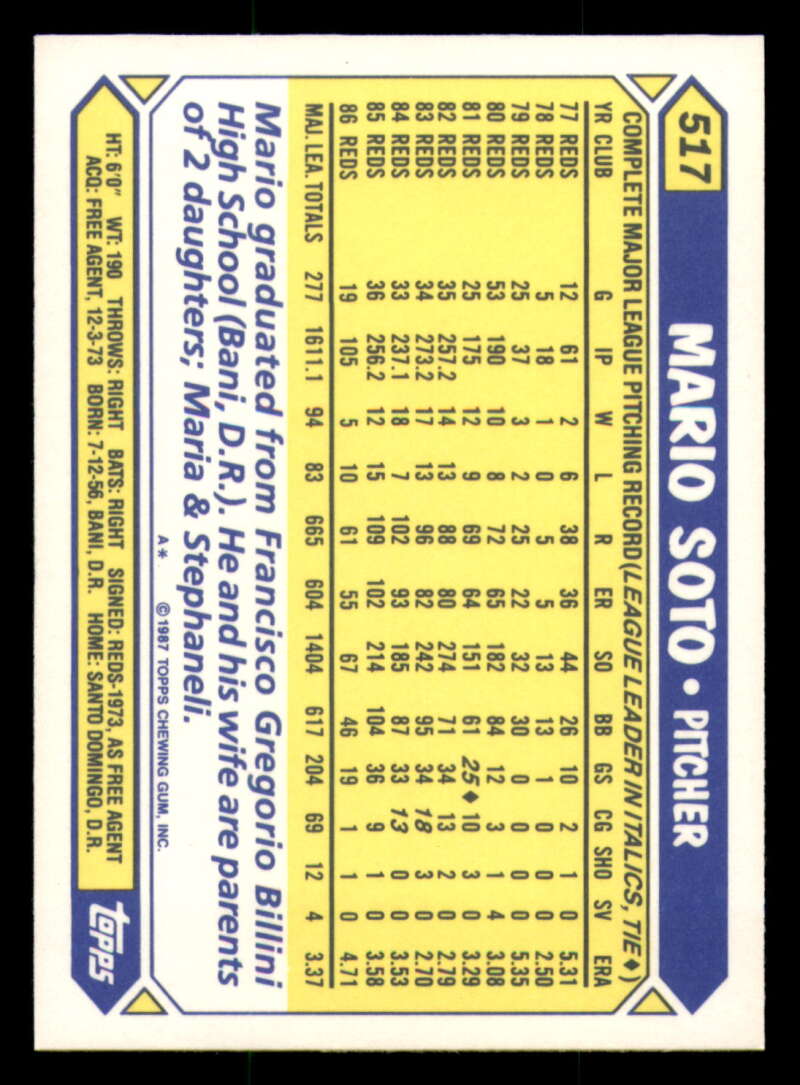 517
MARIO SOTO • PITCHER
COMPLETE MAJOR LEAGUE PITCHING RECORD (LEAGUE LEADER IN ITALICS, TIE ♦)
YR CLUB G IP W L R ER SO BB GS CG SHO SV ERA
77 REDS 12 61 2 6 38 36 44 26 10 2 1 0 5.31
78 REDS 5 18 1 0 5 5 13 13 1 0 0 0 2.50
79 REDS 25 37 3 2 25 22 32 30 0 0 0 0 5.35
80 REDS 53 190 10 8 72 65 182 84 12 3 1 4 3.08
81 REDS 25 175 12 9 69 64 151 61 25♦ 10 3 0 3.29
82 REDS 35 257.2 14 13 88 80 274 71 34 13 2 0 2.79
83 REDS 34 273.2 17 13 96 82 242 95 34 18 3 0 2.70
84 REDS 33 237.1 18 7 102 93 185 87 33 13 0 0 3.53
85 REDS 36 256.2 12 15 109 102 214 104 36 9 1 0 3.58
86 REDS 19 105 5 10 61 55 67 46 19 1 1 0 4.71
MAJ. LEA. TOTALS 277 1611.1 94 83 665 604 1404 617 204 69 12 4 3.37
Mario graduated from Francisco Gregorio Billini
High School (Bani, D.R.). He and his wife are parents
of 2 daughters; Maria & Stephaneli.
A* ©1987 TOPPS CHEWING GUM, INC.
HT: 6'0" WT: 190 THROWS: RIGHT BATS: RIGHT SIGNED: REDS-1973, AS FREE AGENT
ACQ: FREE AGENT, 12-3-73 BORN: 7-12-56, BANI, D.R. HOME: SANTO DOMINGO, D.R.
TOPPS